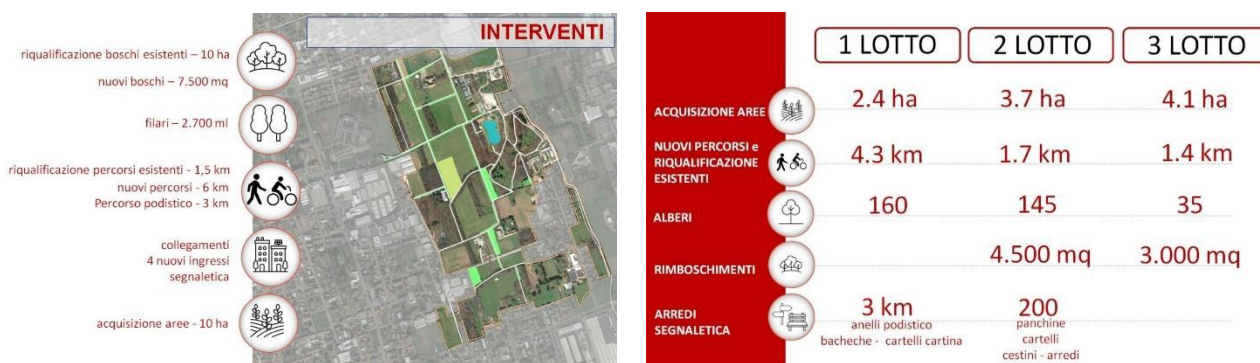 INTERVENTI
riqualificazione boschi esistenti – 10 ha
nuovi boschi – 7.500 mq
filari – 2.700 ml
riqualificazione percorsi esistenti - 1,5 km
nuovi percorsi - 6 km
Percorso podistico - 3 km
collegamenti
4 nuovi ingressi
segnaletica
acquisizione aree - 10 ha
1 LOTTO 2 LOTTO 3 LOTTO
ACQUISIZIONE AREE 2.4 ha 3.7 ha 4.1 ha
NUOVI PERCORSI e
RIQUALIFICAZIONE 4.3 km 1.7 km 1.4 km
ESISTENTI
ALBERI 160 145 35
RIMBOSCHIMENTI 4.500 mq 3.000 mq
ARREDI
SEGNALETICA
3 km
anelli podistico
bacheche - cartelli cartina
200
panchine
cartelli
cestini - arredi